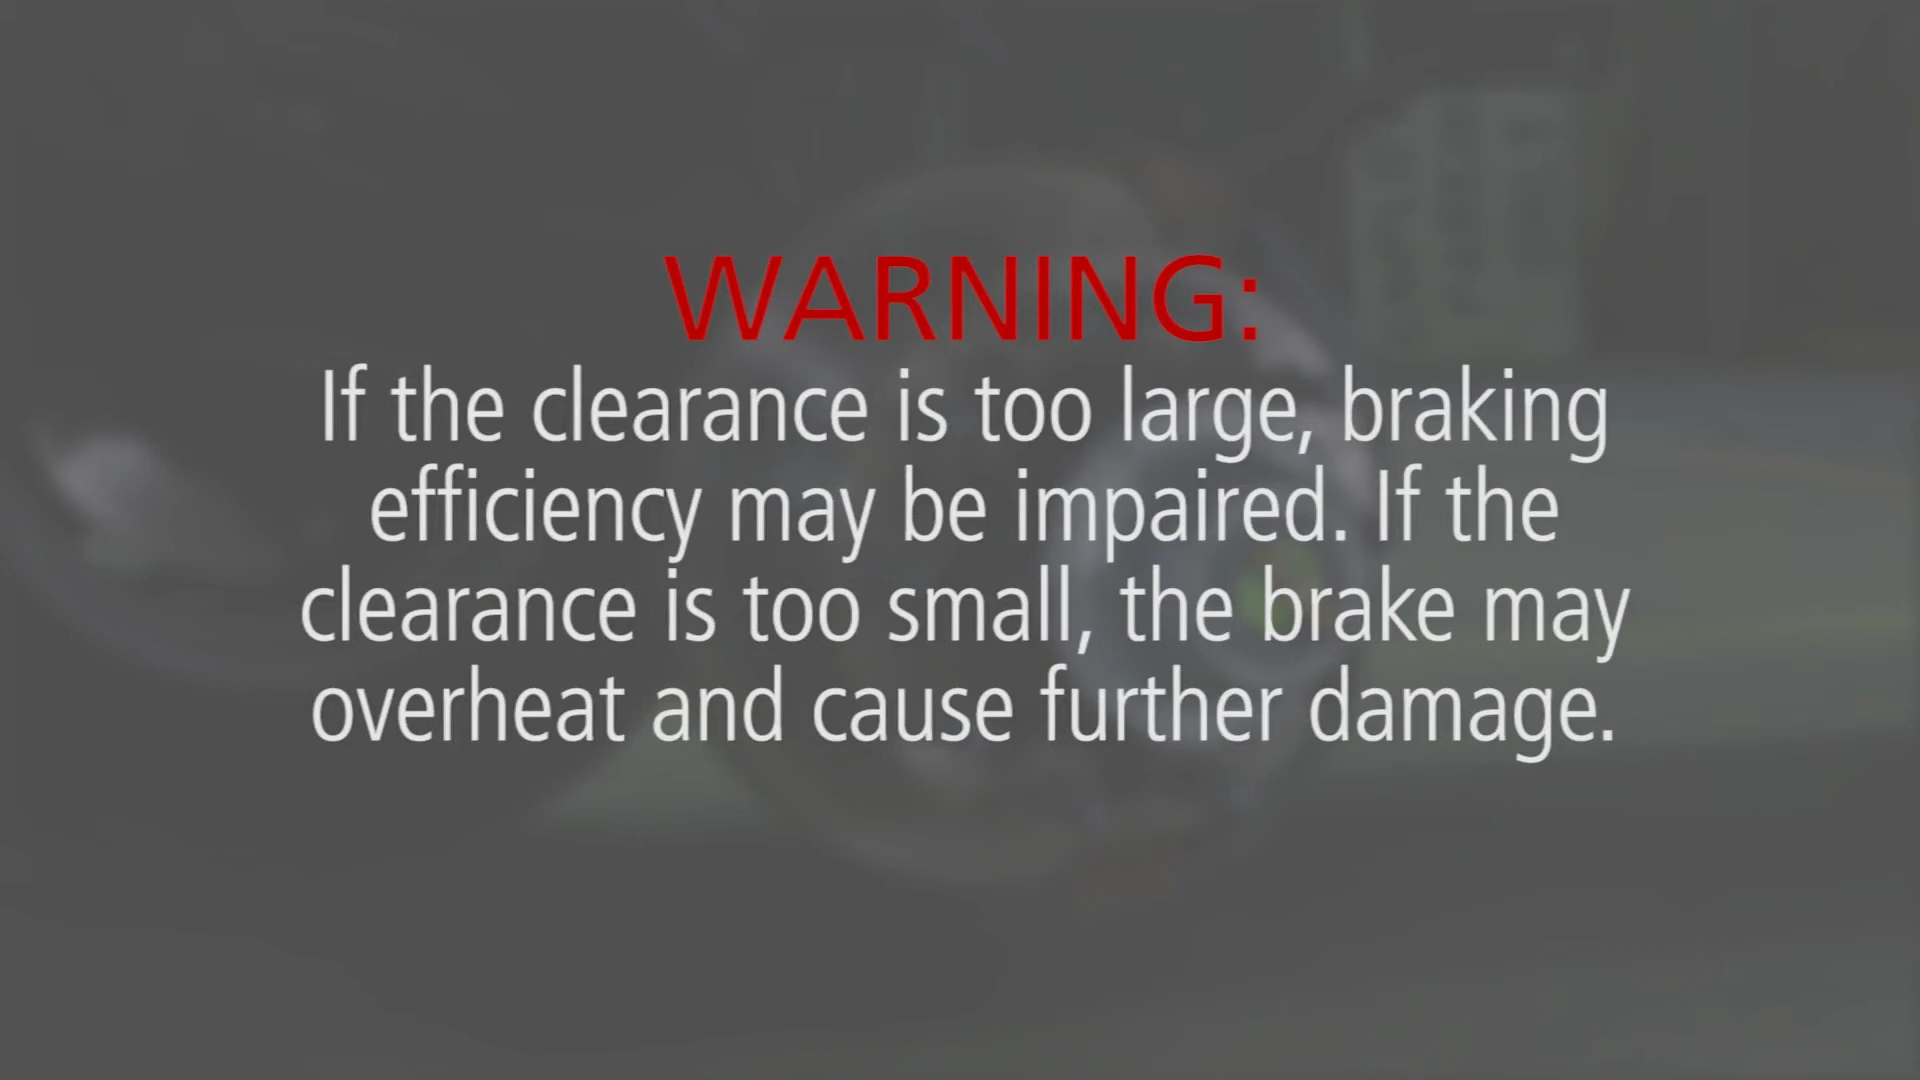 WARNING:
If the clearance is too large, braking
efficiency may be impaired. If the
clearance is too small, the brake may
overheat and cause further damage.